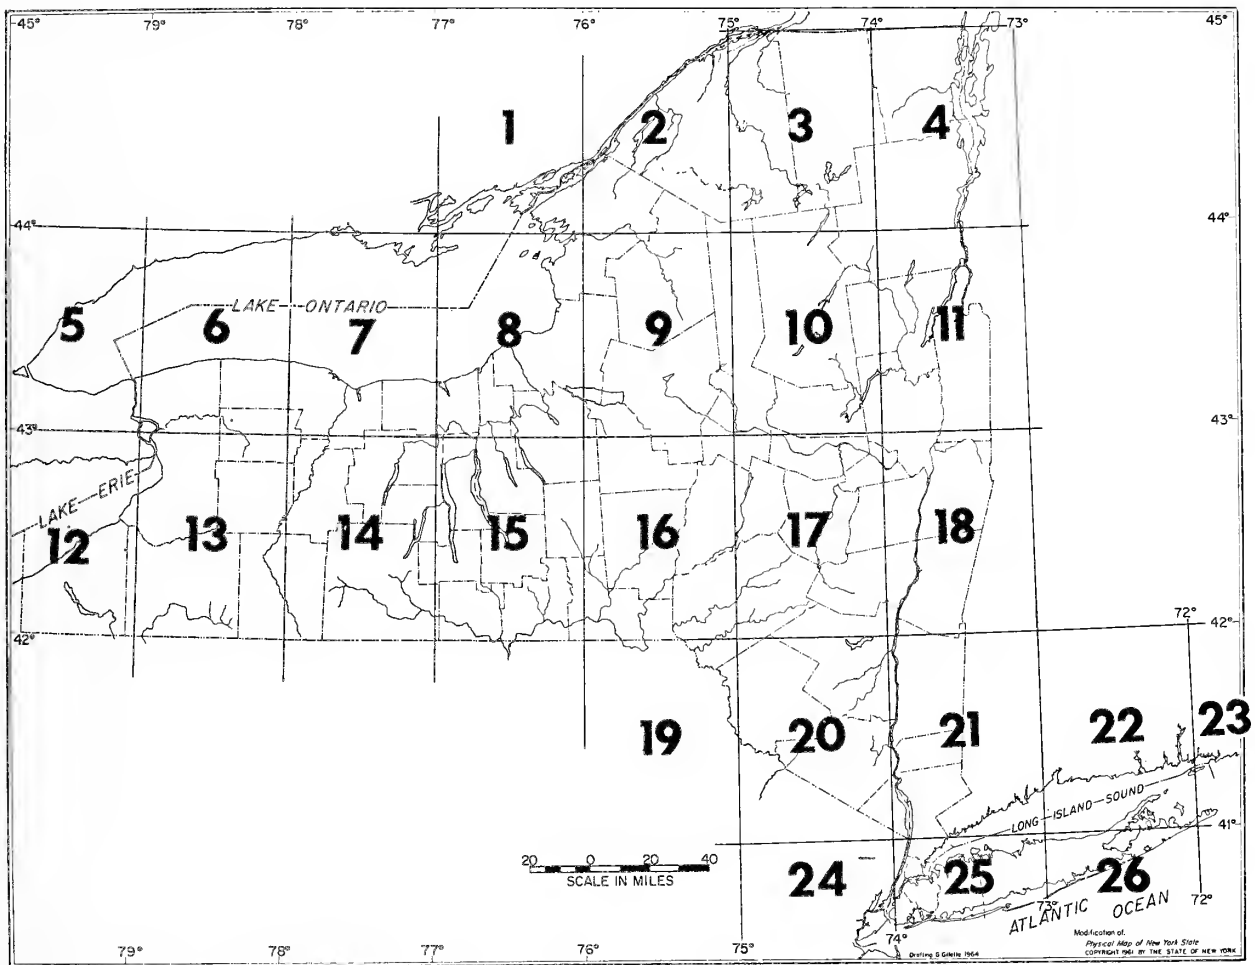 45° 79° 78° 77° 76° 75° 74° 73° 45°
1 2 3 4
44° 44°
5 6 7 8 9 10 11
LAKE ONTARIO
43° 43°
LAKE ERIE
12 13 14 15 16 17 18
42° 72° 42°
19 20 21 22 23
LONG ISLAND SOUND
41°
20 0 20 40
SCALE IN MILES
24 25 26
73° 72°
ATLANTIC OCEAN
79° 78° 77° 76° 75° 74°
Modification of:
Physical Map of New York State
COPYRIGHT 1961 BY THE STATE OF NEW YORK
Drafting G Gilette 1964